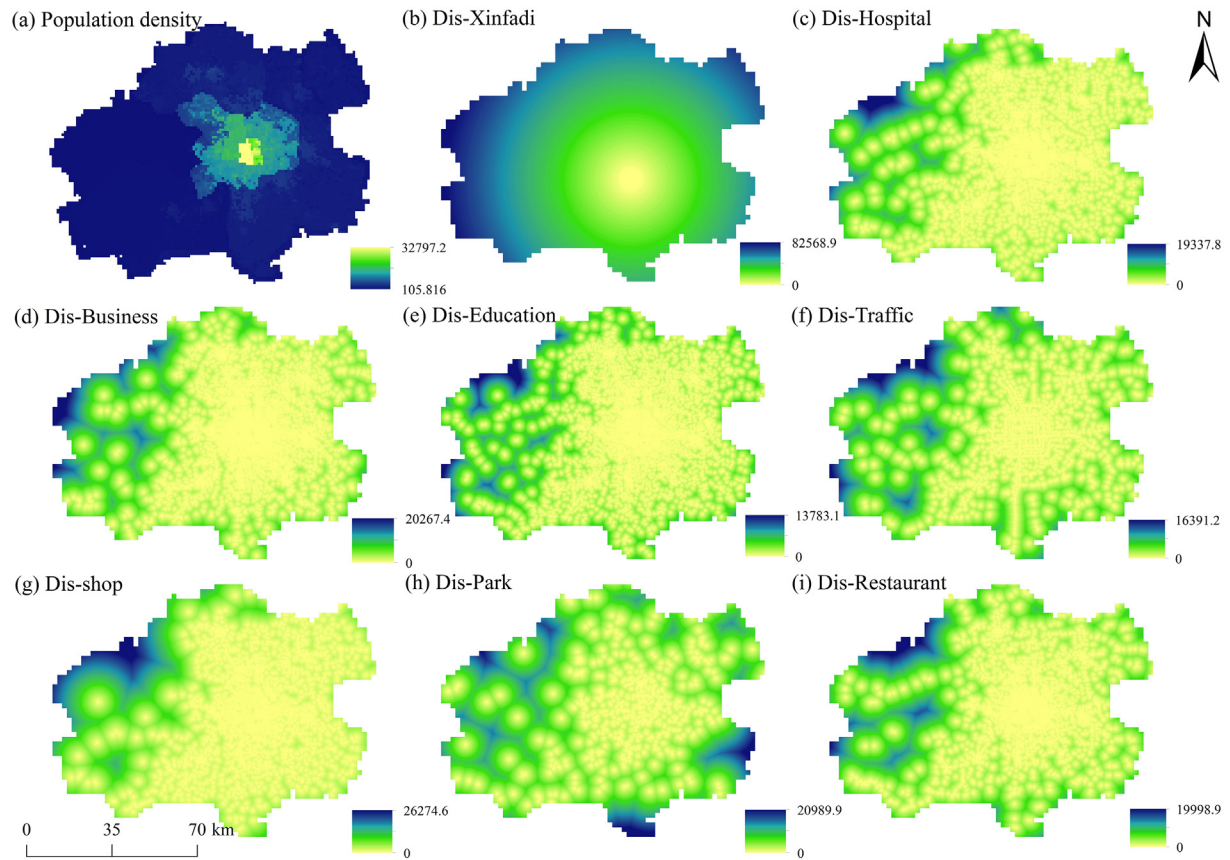 (a) Population density
(b) Dis-Xinfadi
(c) Dis-Hospital
N
32797.2
105.816
82568.9
0
19337.8
0
(d) Dis-Business
(e) Dis-Education
(f) Dis-Traffic
20267.4
0
13783.1
0
16391.2
0
(g) Dis-shop
(h) Dis-Park
(i) Dis-Restaurant
0 35 70 km
26274.6
0
20989.9
0
19998.9
0